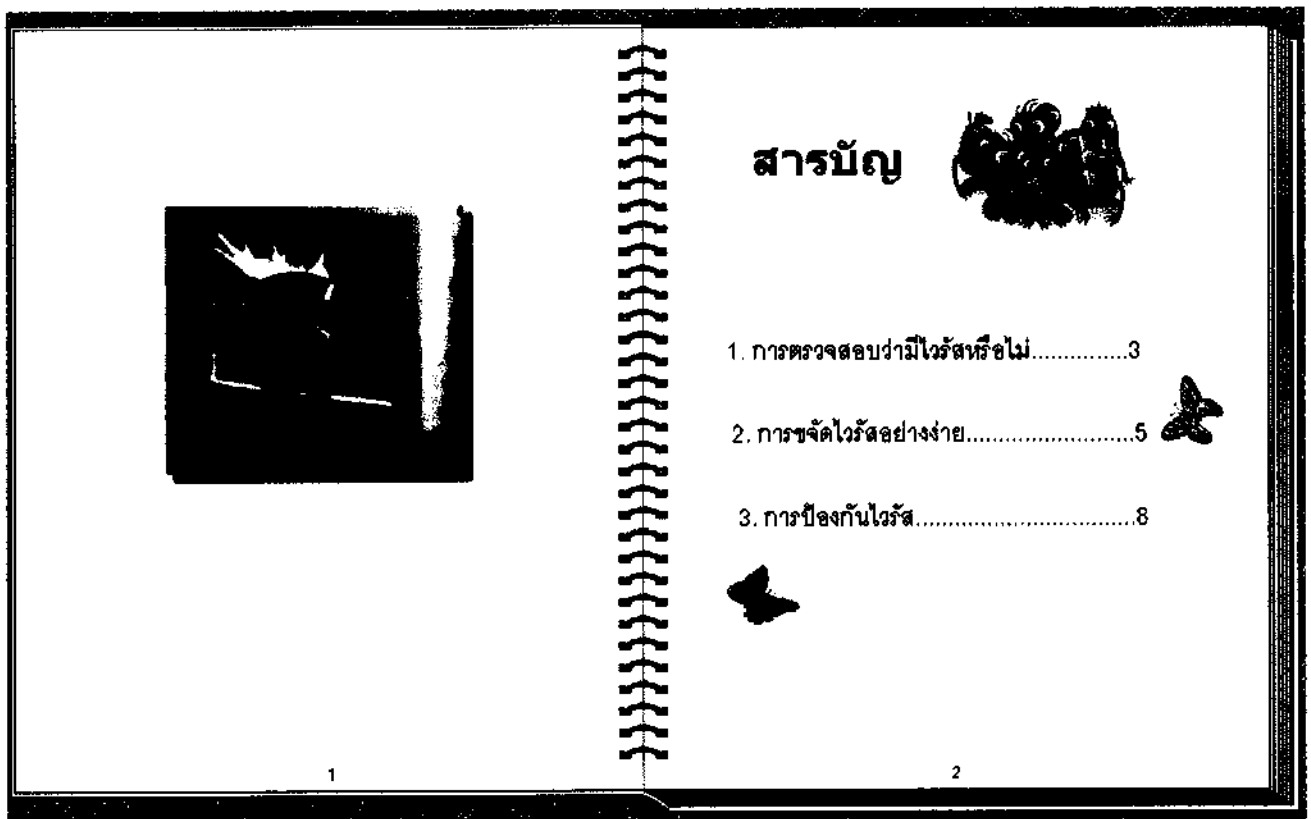 สารบัญ
1. การตรวจสอบว่ามีไวรัสหรือไม่..............3
2. การขจัดไวรัสอย่างง่าย.........................5
3. การป้องกันไวรัส.................................8
1
2